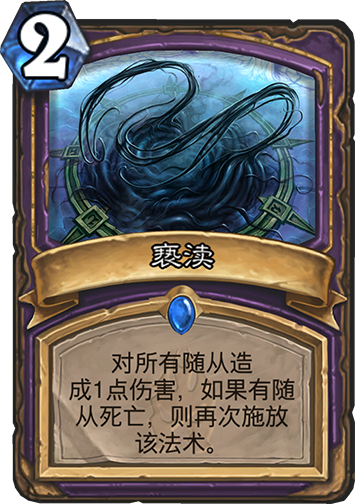 2
亵渎
对所有随从造
成1点伤害，如果有随
从死亡，则再次施放
该法术。